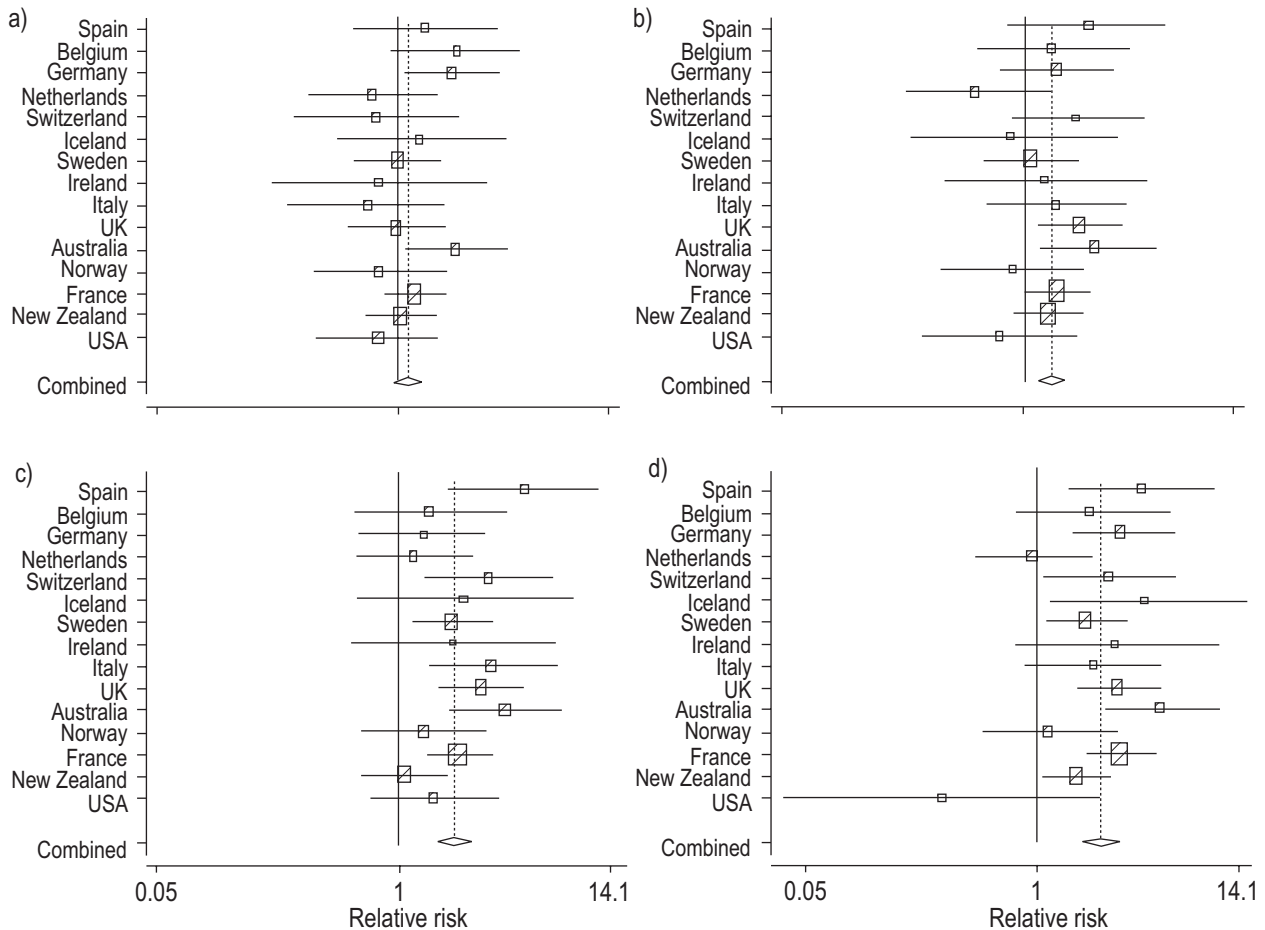 a)
Spain
Belgium
Germany
Netherlands
Switzerland
Iceland
Sweden
Ireland
Italy
UK
Australia
Norway
France
New Zealand
USA
Combined
b)
Spain
Belgium
Germany
Netherlands
Switzerland
Iceland
Sweden
Ireland
Italy
UK
Australia
Norway
France
New Zealand
USA
Combined
c)
Spain
Belgium
Germany
Netherlands
Switzerland
Iceland
Sweden
Ireland
Italy
UK
Australia
Norway
France
New Zealand
USA
Combined
0.05 1 14.1
Relative risk
d)
Spain
Belgium
Germany
Netherlands
Switzerland
Iceland
Sweden
Ireland
Italy
UK
Australia
Norway
France
New Zealand
USA
Combined
0.05 1 14.1
Relative risk